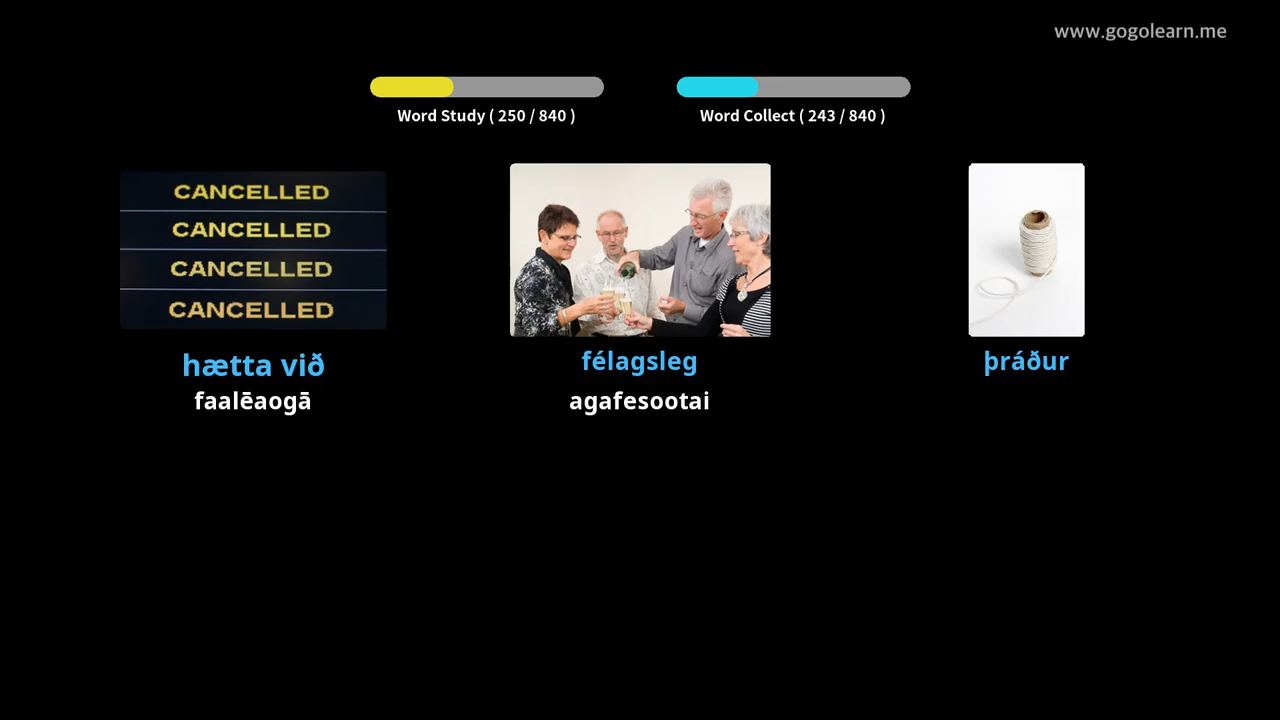 www.gogolearn.me
Word Study ( 250 / 840 )
Word Collect ( 243 / 840 )
CANCELLED
CANCELLED
CANCELLED
CANCELLED
hætta við
faalēaogā
félagsleg
agafesootai
þráður